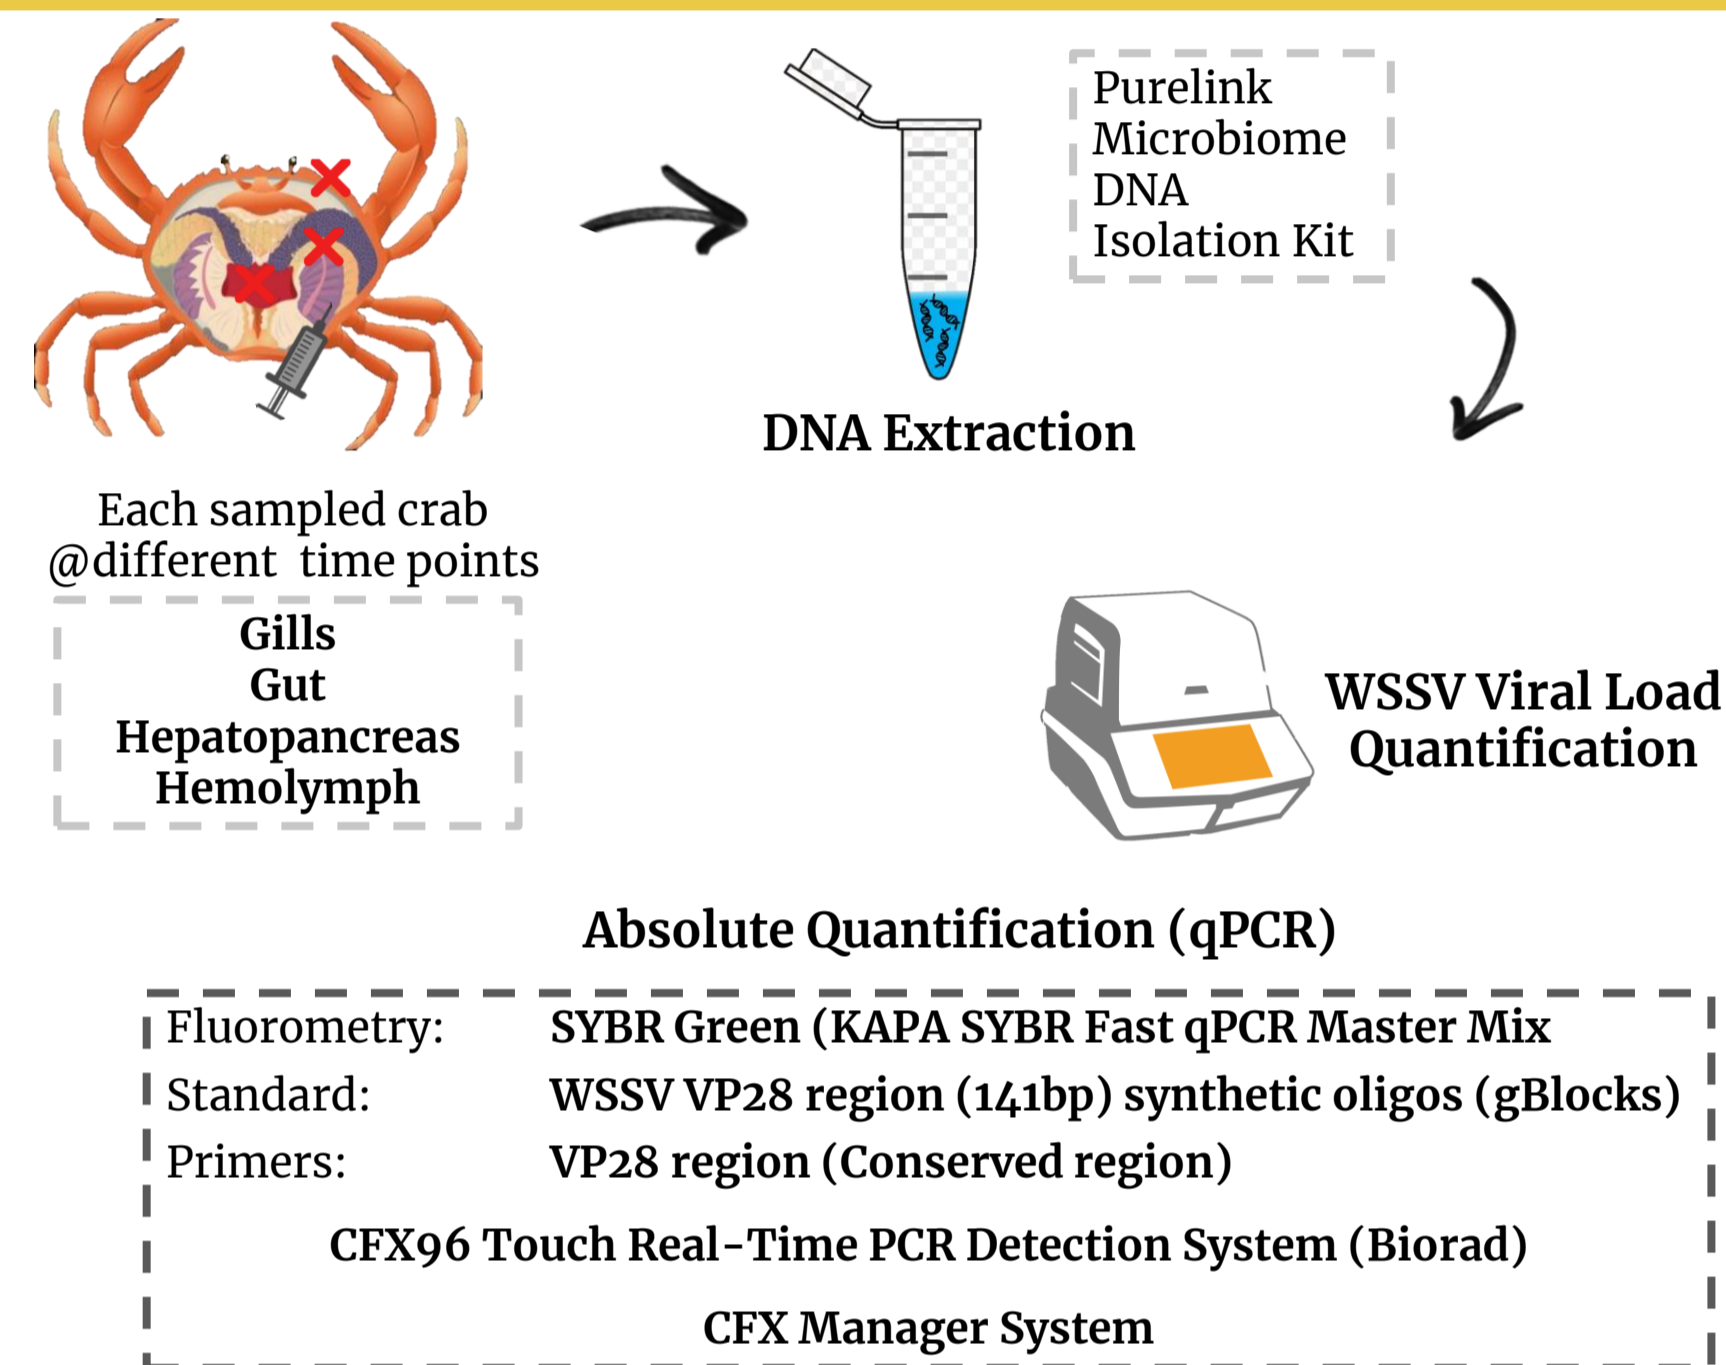 Purelink
Microbiome
DNA
Isolation Kit
DNA Extraction
Each sampled crab
@different time points
Gills
Gut
Hepatopancreas
Hemolymph
WSSV Viral Load
Quantification
Absolute Quantification (qPCR)
Fluorometry: SYBR Green (KAPA SYBR Fast qPCR Master Mix
Standard: WSSV VP28 region (141bp) synthetic oligos (gBlocks)
Primers: VP28 region (Conserved region)
CFX96 Touch Real-Time PCR Detection System (Biorad)
CFX Manager System